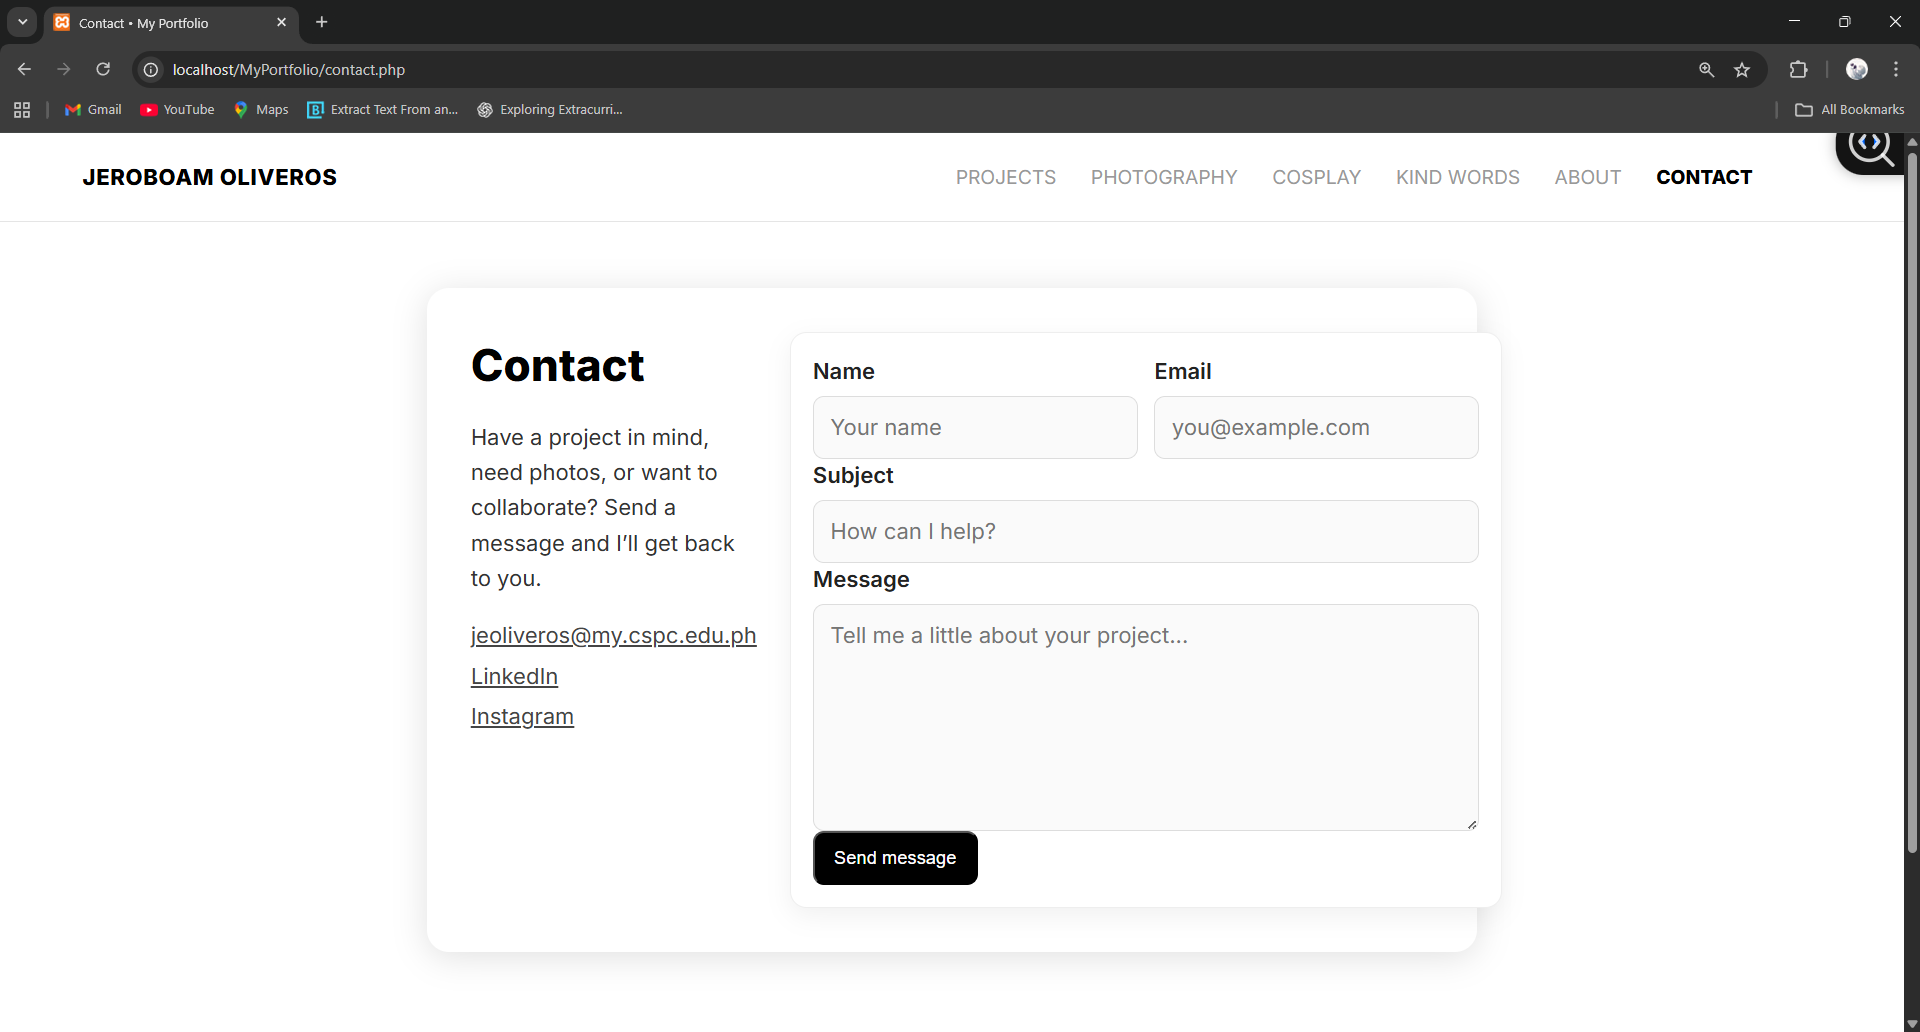 Contact • My Portfolio
localhost/MyPortfolio/contact.php
Gmail
YouTube
Maps
Extract Text From an...
Exploring Extracurri...
All Bookmarks
JEROBOAM OLIVEROS
PROJECTS
PHOTOGRAPHY
COSPLAY
KIND WORDS
ABOUT
CONTACT
Contact
Have a project in mind,
need photos, or want to
collaborate? Send a
message and I’ll get back
to you.
jeoliveros@my.cspc.edu.ph
LinkedIn
Instagram
Name
Email
Your name
you@example.com
Subject
How can I help?
Message
Tell me a little about your project...
Send message